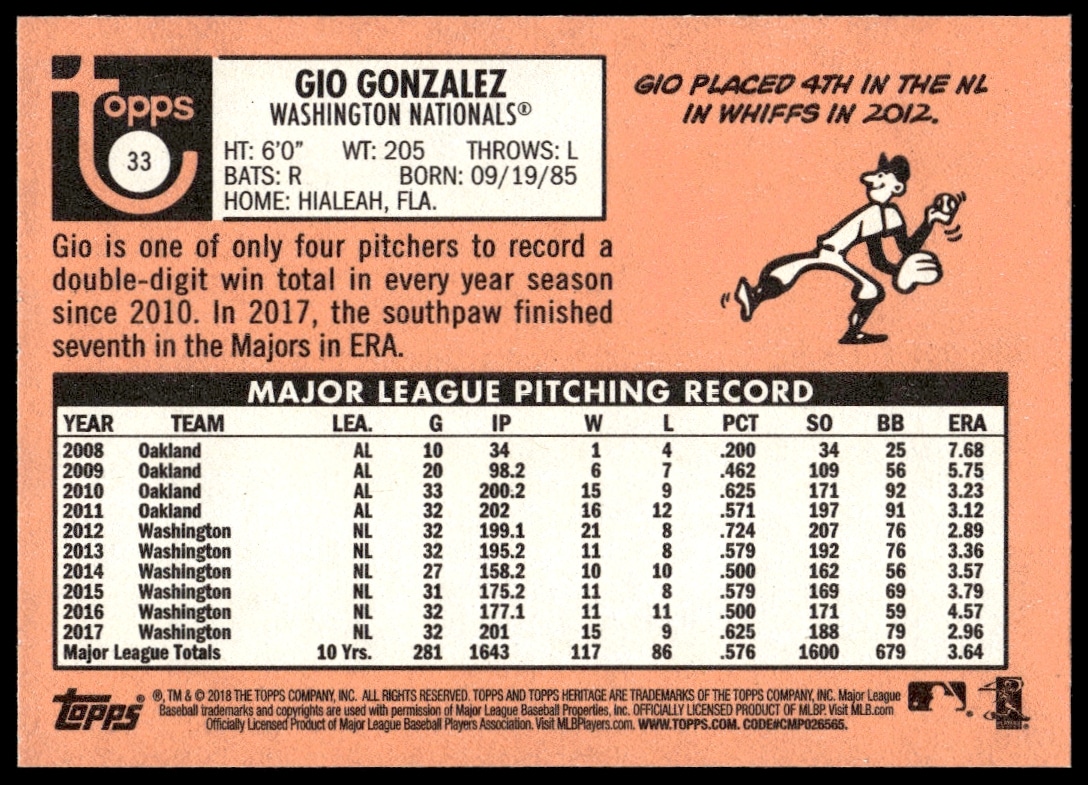 topps
33
GIO GONZALEZ
WASHINGTON NATIONALS®
HT: 6'0" WT: 205 THROWS: L
BATS: R BORN: 09/19/85
HOME: HIALEAH, FLA.
GIO PLACED 4TH IN THE NL
IN WHIFFS IN 2012.
Gio is one of only four pitchers to record a
double-digit win total in every year season
since 2010. In 2017, the southpaw finished
seventh in the Majors in ERA.
MAJOR LEAGUE PITCHING RECORD
YEAR TEAM LEA. G IP W L PCT SO BB ERA
2008 Oakland AL 10 34 1 4 .200 34 25 7.68
2009 Oakland AL 20 98.2 6 7 .462 109 56 5.75
2010 Oakland AL 33 200.2 15 9 .625 171 92 3.23
2011 Oakland AL 32 202 16 12 .571 197 91 3.12
2012 Washington NL 32 199.1 21 8 .724 207 76 2.89
2013 Washington NL 32 195.2 11 8 .579 192 76 3.36
2014 Washington NL 27 158.2 10 10 .500 162 56 3.57
2015 Washington NL 31 175.2 11 8 .579 169 69 3.79
2016 Washington NL 32 177.1 11 11 .500 171 59 4.57
2017 Washington NL 32 201 15 9 .625 188 79 2.96
Major League Totals 10 Yrs. 281 1643 117 86 .576 1600 679 3.64
topps®
®, TM & © 2018 THE TOPPS COMPANY, INC. ALL RIGHTS RESERVED. TOPPS AND TOPPS HERITAGE ARE TRADEMARKS OF THE TOPPS COMPANY, INC. Major League
Baseball trademarks and copyrights are used with permission of Major League Baseball Properties, Inc. OFFICIALLY LICENSED PRODUCT OF MLBP. Visit MLB.com
Officially Licensed Product of Major League Baseball Players Association. Visit MLBPlayers.com. WWW.TOPPS.COM. CODE#CMP026565.